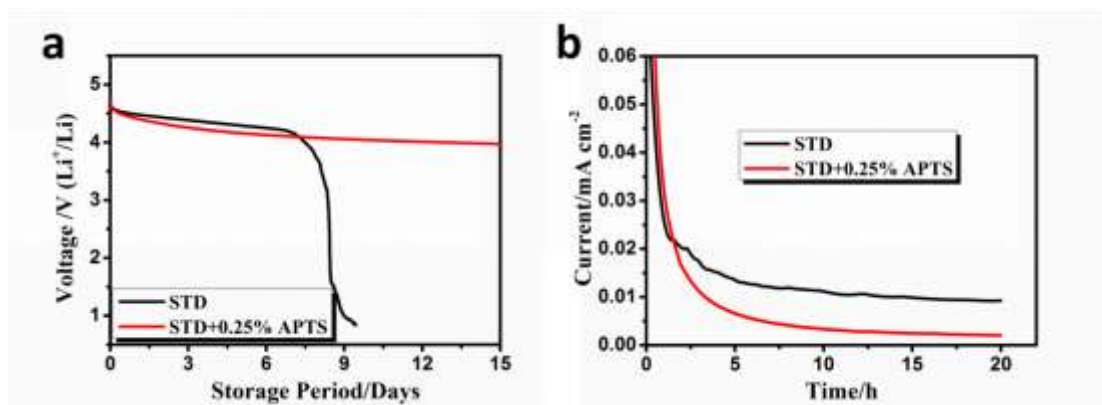 a
Voltage /V (Li⁺/Li)
5
4
3
2
1
STD
STD+0.25% APTS
0
3
6
9
12
15
Storage Period/Days
b
Current/mA cm⁻²
0.06
0.05
0.04
0.03
0.02
0.01
0.00
STD
STD+0.25% APTS
0
5
10
15
20
Time/h